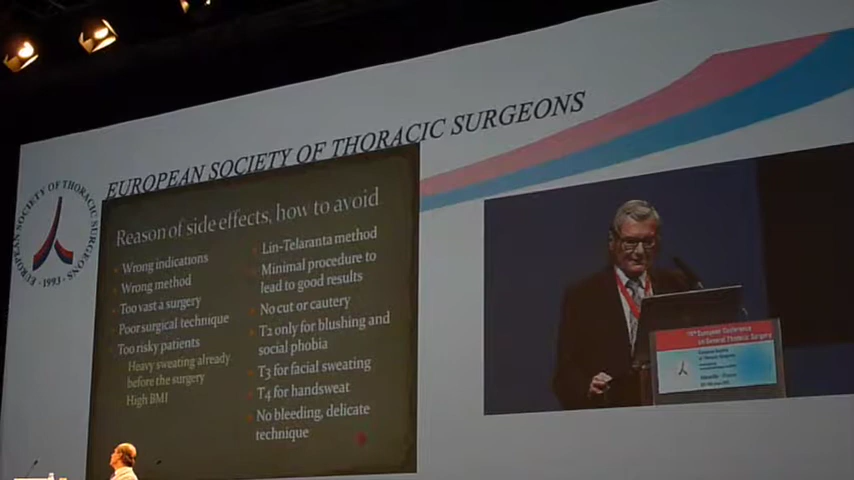 EUROPEAN SOCIETY OF THORACIC SURGEONS
EUROPEAN SOCIETY OF THORACIC SURGEONS
·1993·
Reason of side effects, how to avoid.
Wrong indications
Wrong method
Too vast a surgery
Poor surgical technique
Too risky patients
Heavy sweating already
before the surgery
High BMI
Lin-Telaranta method
Minimal procedure to
lead to good results
No cut or cautery
T2 only for blushing and
social phobia
T3 for facial sweating
T4 for handsweat
No bleeding, delicate
technique
European Conference
on General Thoracic Surgery